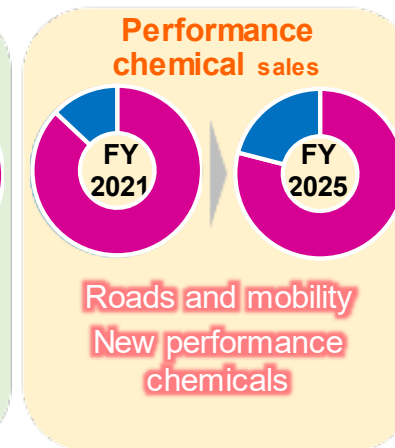 Performance
chemical sales
FY
2021
FY
2025
Roads and mobility
New performance
chemicals